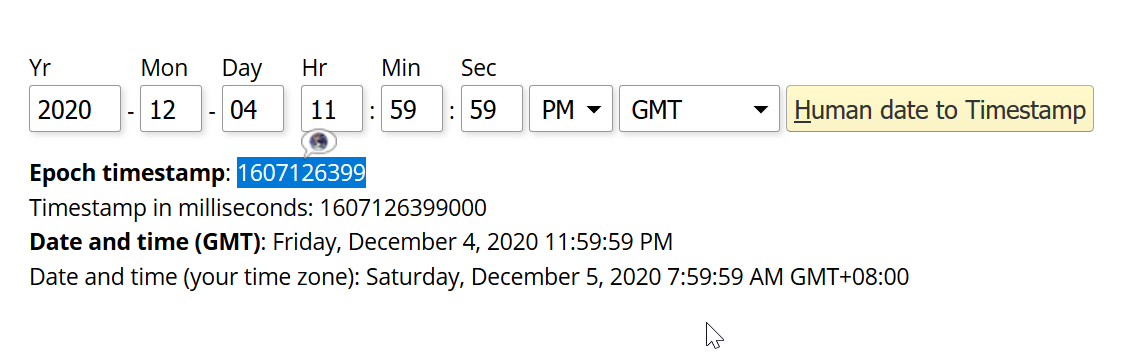 Yr Mon Day Hr Min Sec
2020 - 12 - 04 11 : 59 : 59 PM GMT Human date to Timestamp
Epoch timestamp: 1607126399
Timestamp in milliseconds: 1607126399000
Date and time (GMT): Friday, December 4, 2020 11:59:59 PM
Date and time (your time zone): Saturday, December 5, 2020 7:59:59 AM GMT+08:00